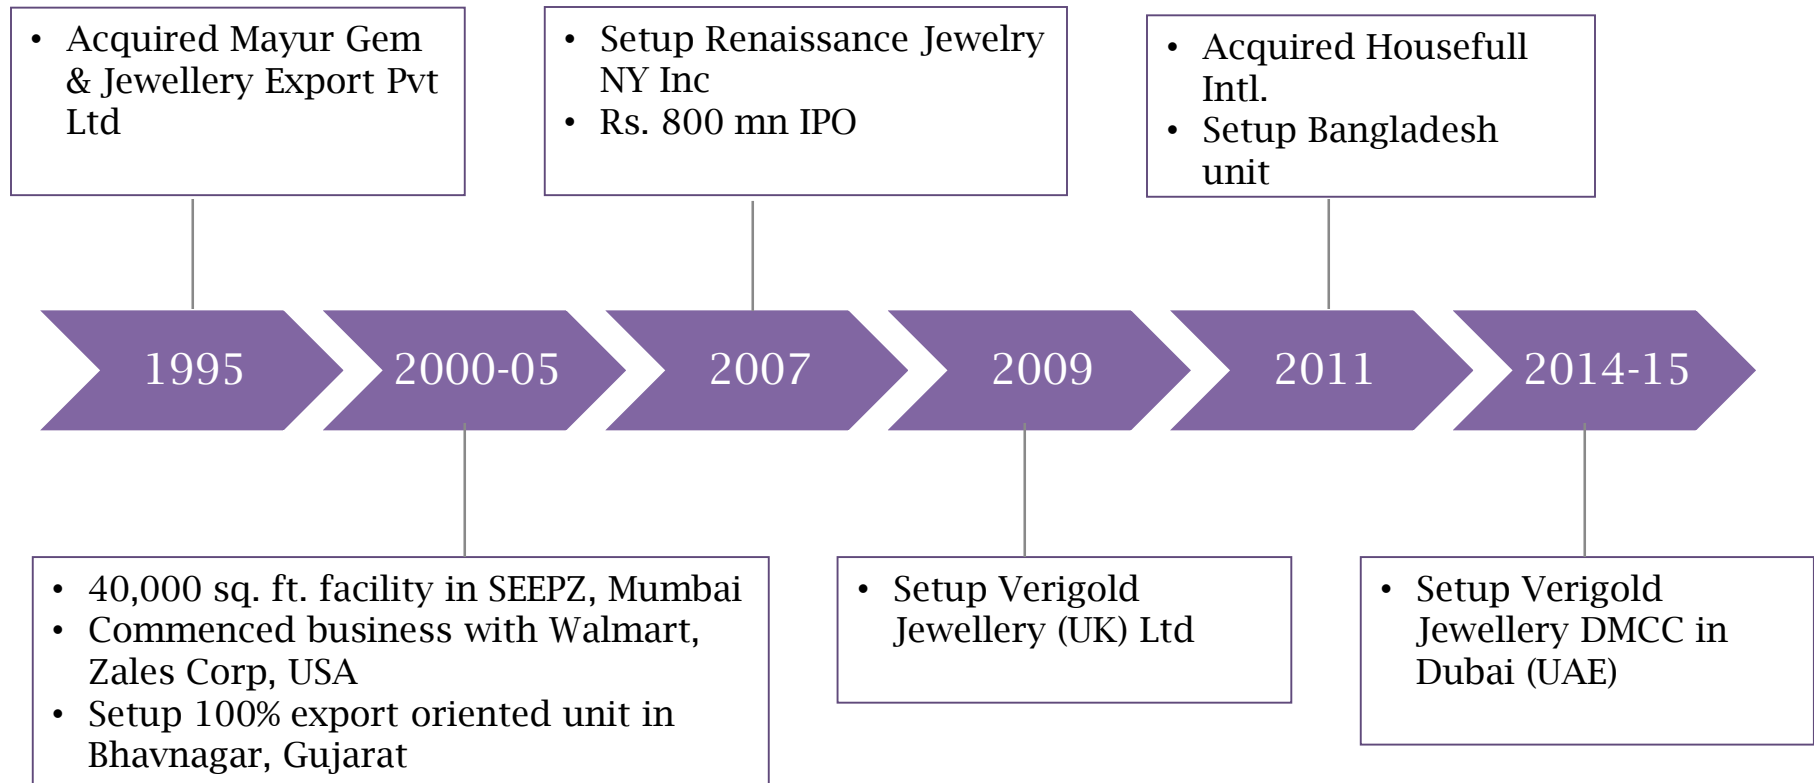 • Acquired Mayur Gem
& Jewellery Export Pvt
Ltd
• Setup Renaissance Jewelry
NY Inc
• Rs. 800 mn IPO
• Acquired Housefull
Intl.
• Setup Bangladesh
unit
1995
2000-05
2007
2009
2011
2014-15
• 40,000 sq. ft. facility in SEEPZ, Mumbai
• Commenced business with Walmart,
Zales Corp, USA
• Setup 100% export oriented unit in
Bhavnagar, Gujarat
• Setup Verigold
Jewellery (UK) Ltd
• Setup Verigold
Jewellery DMCC in
Dubai (UAE)